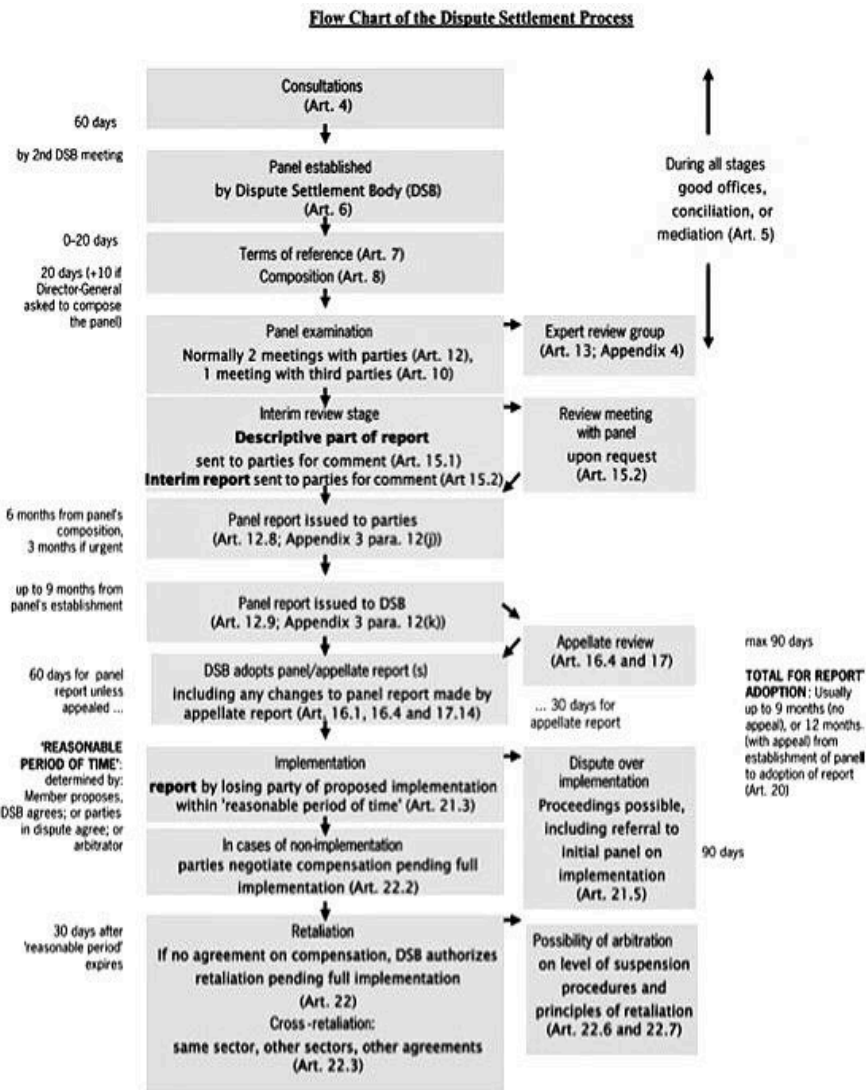 Flow Chart of the Dispute Settlement Process
Consultations
(Art. 4)
60 days
by 2nd DSB meeting
Panel established
by Dispute Settlement Body (DSB)
(Art. 6)
During all stages
good offices,
conciliation, or
mediation (Art. 5)
0–20 days
20 days (+10 if
Director-General
asked to compose
the panel)
Terms of reference (Art. 7)
Composition (Art. 8)
Panel examination
Normally 2 meetings with parties (Art. 12),
1 meeting with third parties (Art. 10)
Expert review group
(Art. 13; Appendix 4)
Interim review stage
Descriptive part of report
sent to parties for comment (Art. 15.1)
Interim report sent to parties for comment (Art 15.2)
Review meeting
with panel
upon request
(Art. 15.2)
6 months from panel's
composition,
3 months if urgent
Panel report issued to parties
(Art. 12.8; Appendix 3 para. 12(j))
up to 9 months from
panel's establishment
Panel report issued to DSB
(Art. 12.9; Appendix 3 para. 12(k))
Appellate review
(Art. 16.4 and 17)
max 90 days
60 days for panel
report unless
appealed ...
DSB adopts panel/appellate report (s)
including any changes to panel report made by
appellate report (Art, 16.1, 16.4 and 17.14)
... 30 days for
appellate report
TOTAL FOR REPORT
ADOPTION: Usually
up to 9 months (no
appeal), or 12 months
(with appeal) from
establishment of panel
to adoption of report
(Art. 20)
'REASONABLE
PERIOD OF TIME':
determined by:
Member proposes,
DSB agrees; or parties
in dispute agree; or
arbitrator
Implementation
report by losing party of proposed implementation
within 'reasonable period of time' (Art. 21.3)
Dispute over
implementation
Proceedings possible,
including referral to
initial panel on
implementation
(Art. 21.5)
90 days
In cases of non-implementation
parties negotiate compensation pending full
implementation (Art. 22.2)
30 days after
'reasonable period'
expires
Retaliation
If no agreement on compensation, DSB authorizes
retaliation pending full implementation
(Art. 22)
Cross-retaliation:
same sector, other sectors, other agreements
(Art. 22.3)
Possibility of arbitration
on level of suspension
procedures and
principles of retaliation
(Art. 22.6 and 22.7)